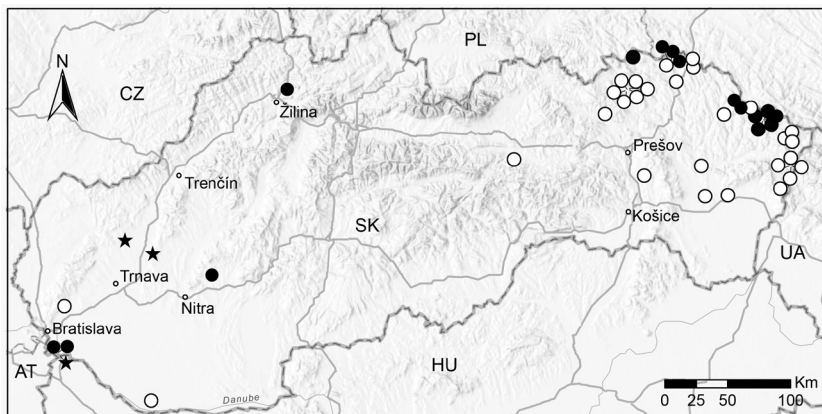 PL
N
CZ
Žilina
Prešov
Trenčín
Košice
SK
UA
Trnava
Nitra
Bratislava
HU
AT
Km
Danube
0 25 50 100